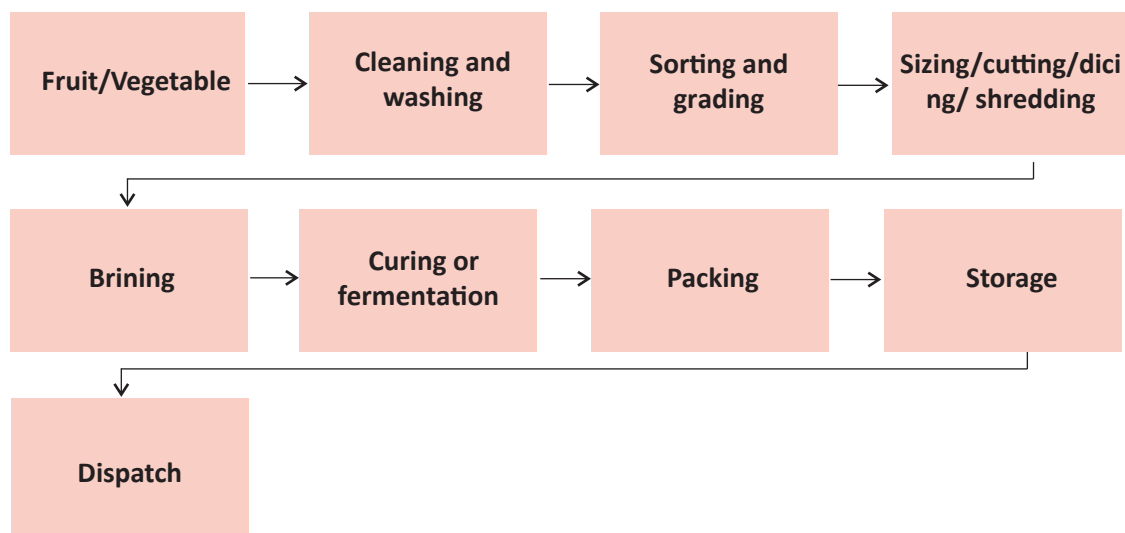 Fruit/Vegetable
Cleaning and
washing
Sorting and
grading
Sizing/cutting/dici
ng/ shredding
Brining
Curing or
fermentation
Packing
Storage
Dispatch